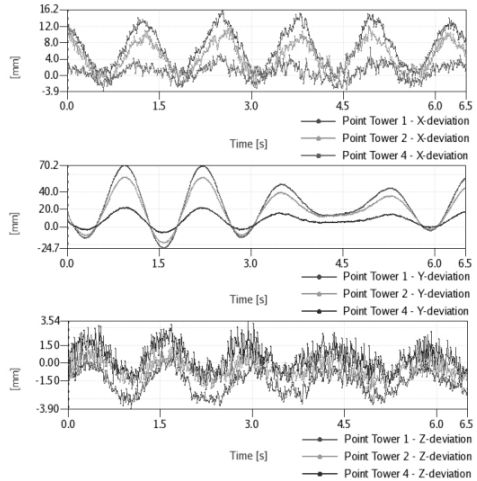 16.2
12.0
8.0
4.0
0.0
-3.9
[mm]
0.0 1.5 3.0 4.5 6.0 6.5
Time [s]
Point Tower 1 - X-deviation
Point Tower 2 - X-deviation
Point Tower 4 - X-deviation
70.2
40.0
20.0
0.0
-24.7
[mm]
0.0 1.5 3.0 4.5 6.0 6.5
Time [s]
Point Tower 1 - Y-deviation
Point Tower 2 - Y-deviation
Point Tower 4 - Y-deviation
3.54
1.50
0.00
-1.50
-3.90
[mm]
0.0 1.5 3.0 4.5 6.0 6.5
Time [s]
Point Tower 1 - Z-deviation
Point Tower 2 - Z-deviation
Point Tower 4 - Z-deviation